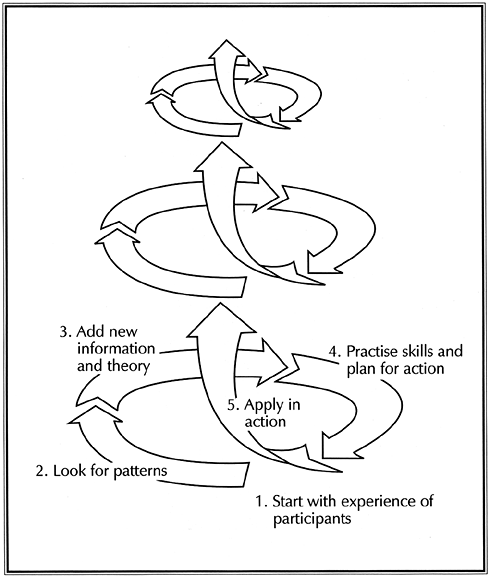 3. Add new
information
and theory
4. Practise skills and
plan for action
5. Apply in
action
2. Look for patterns
1. Start with experience of
participants